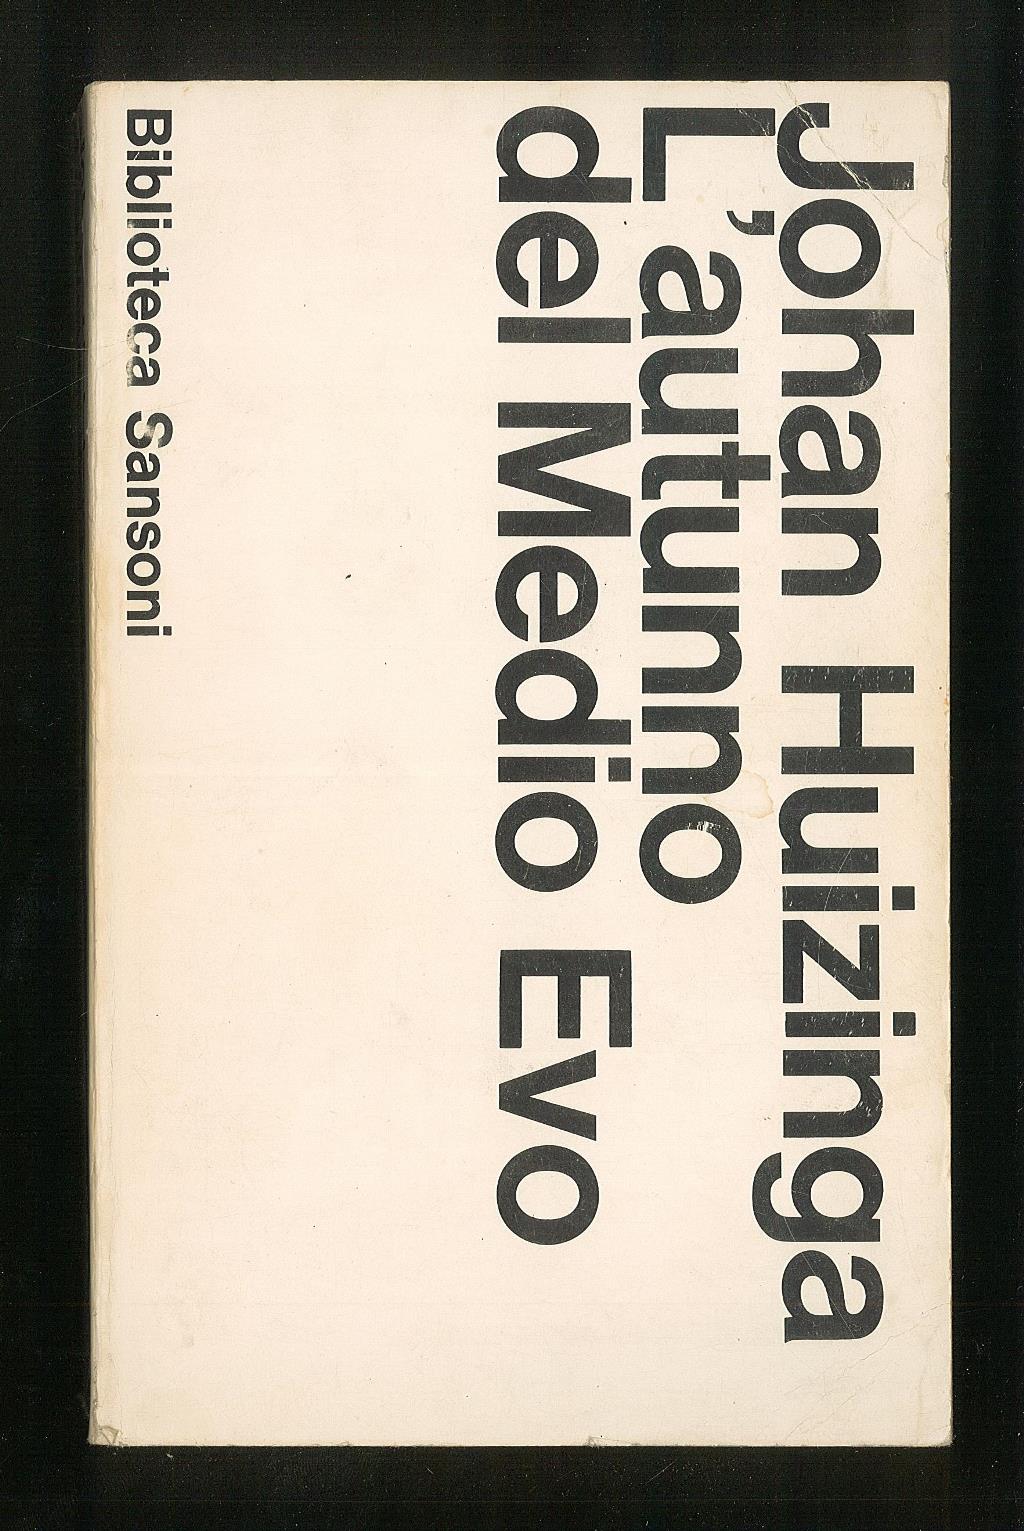 Johan Huizinga
L'autunno
del Medio Evo
Biblioteca Sansoni